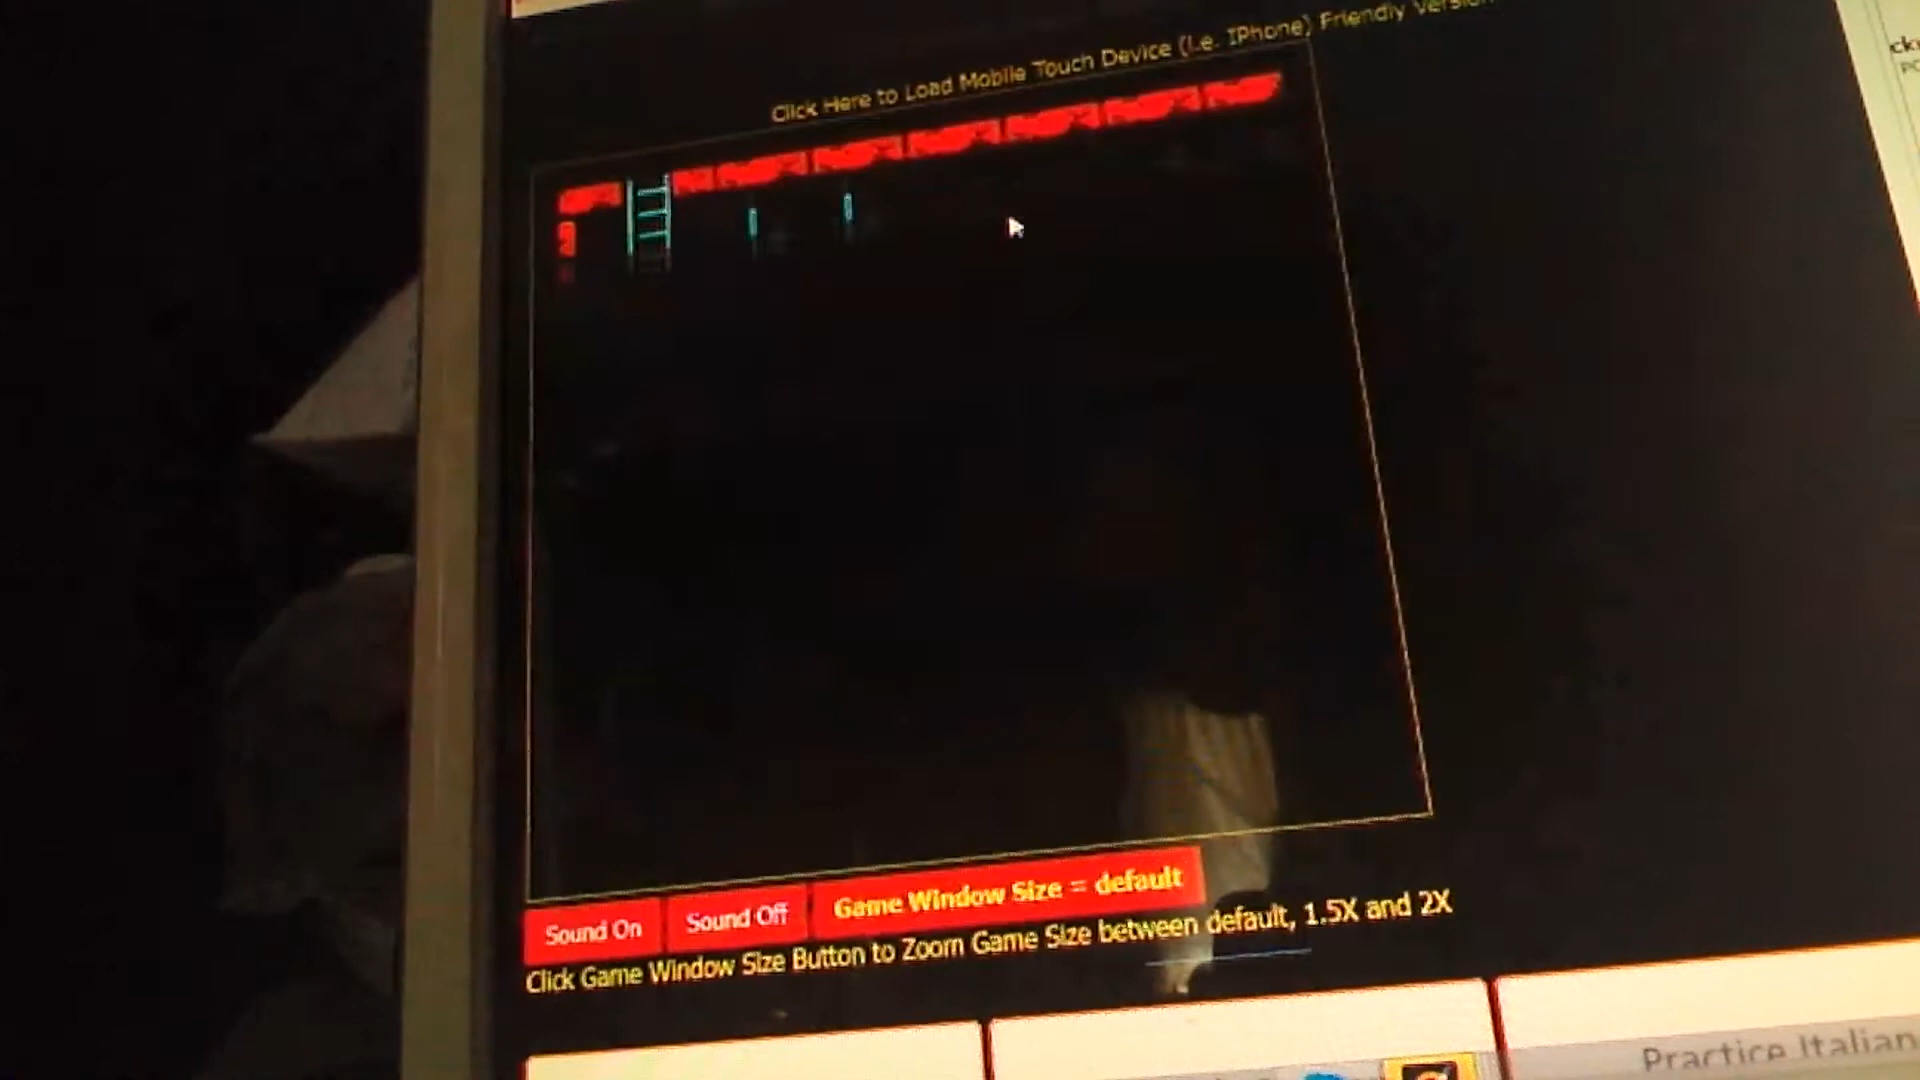 Click Here to Load Mobile Touch Device (i.e. IPhone) Friendly Version
Sound On
Sound Off
Game Window Size = default
Click Game Window Size Button to Zoom Game Size between default, 1.5X and 2X
Practice Italian